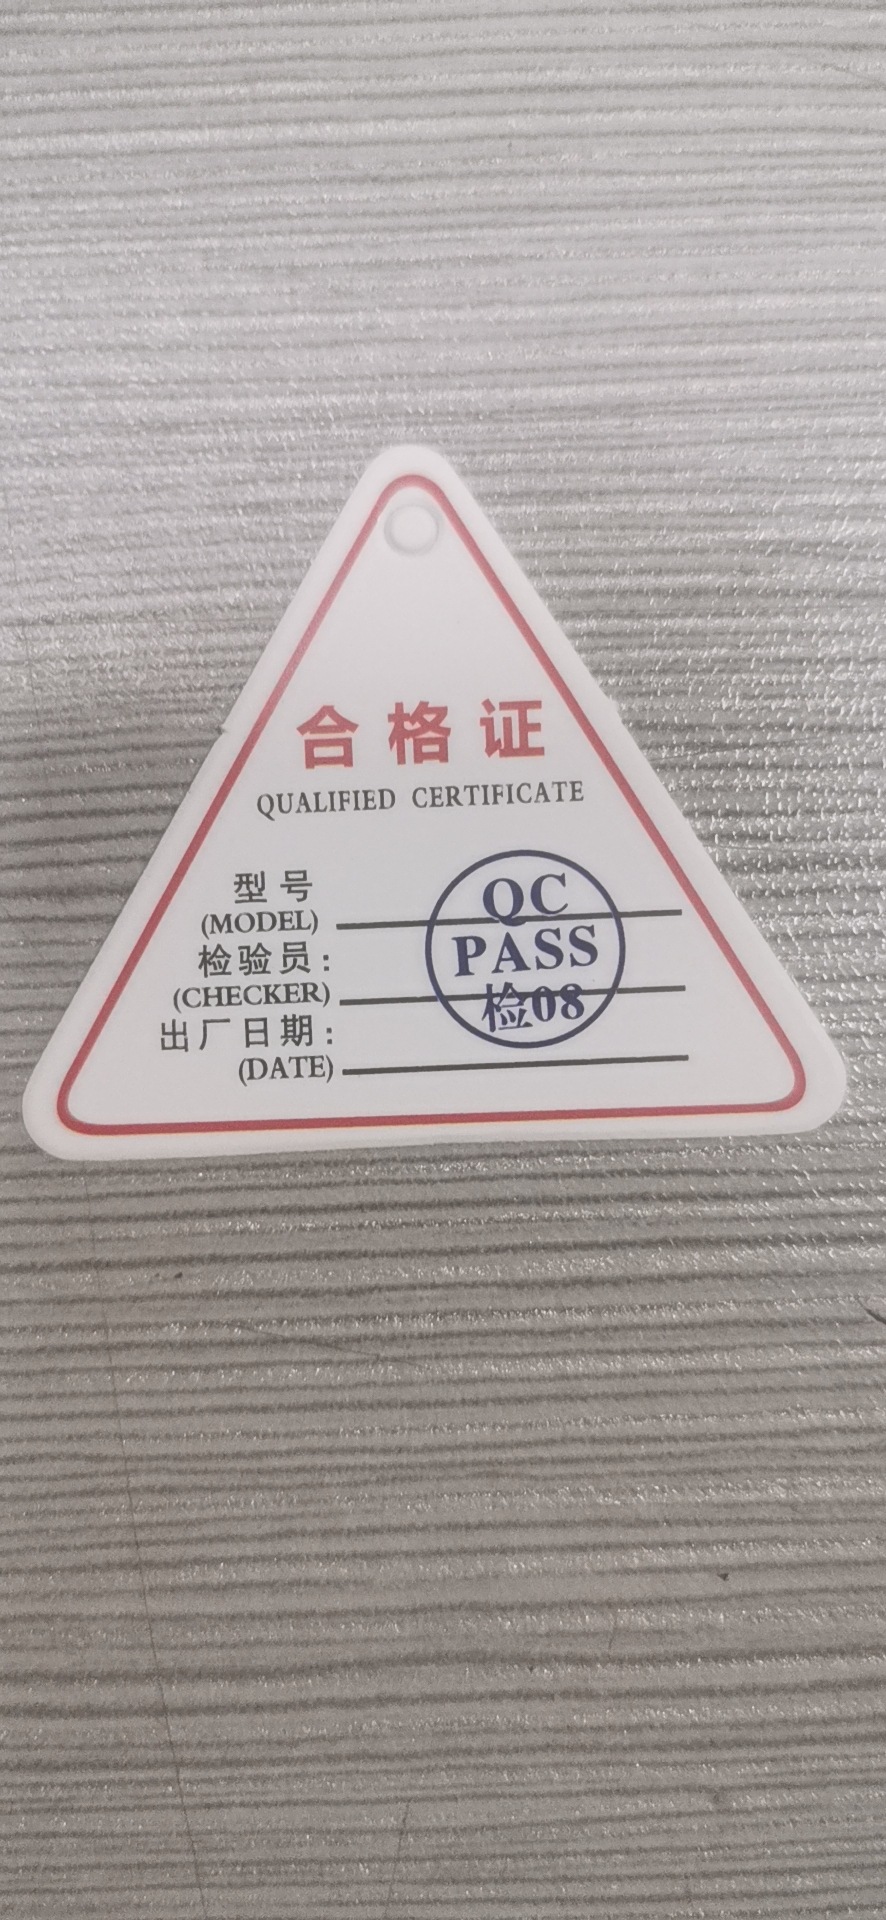 合格证
QUALIFIED CERTIFICATE
型号
(MODEL)
检验员:
(CHECKER)
出厂日期:
(DATE)
QC
PASS
检08